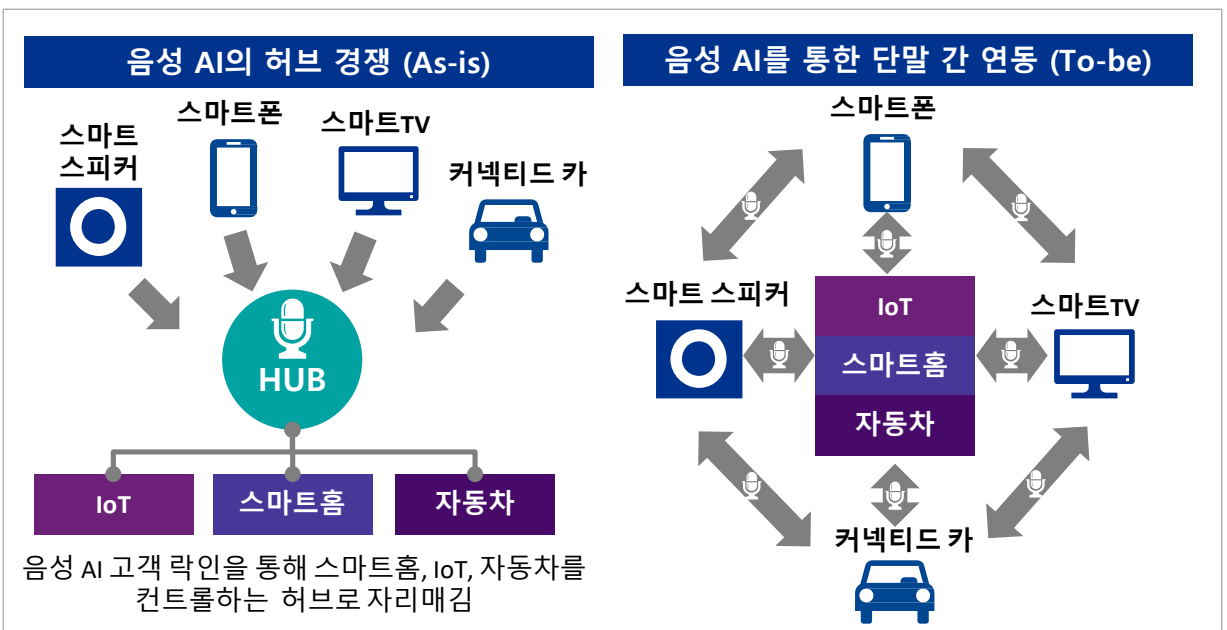 음성 AI의 허브 경쟁 (As-is)
스마트
스피커
스마트폰
스마트TV
커넥티드 카
HUB
IoT
스마트홈
자동차
음성 AI 고객 락인을 통해 스마트홈, IoT, 자동차를
컨트롤하는 허브로 자리매김
음성 AI를 통한 단말 간 연동 (To-be)
스마트폰
스마트 스피커
IoT
스마트홈
자동차
스마트TV
커넥티드 카